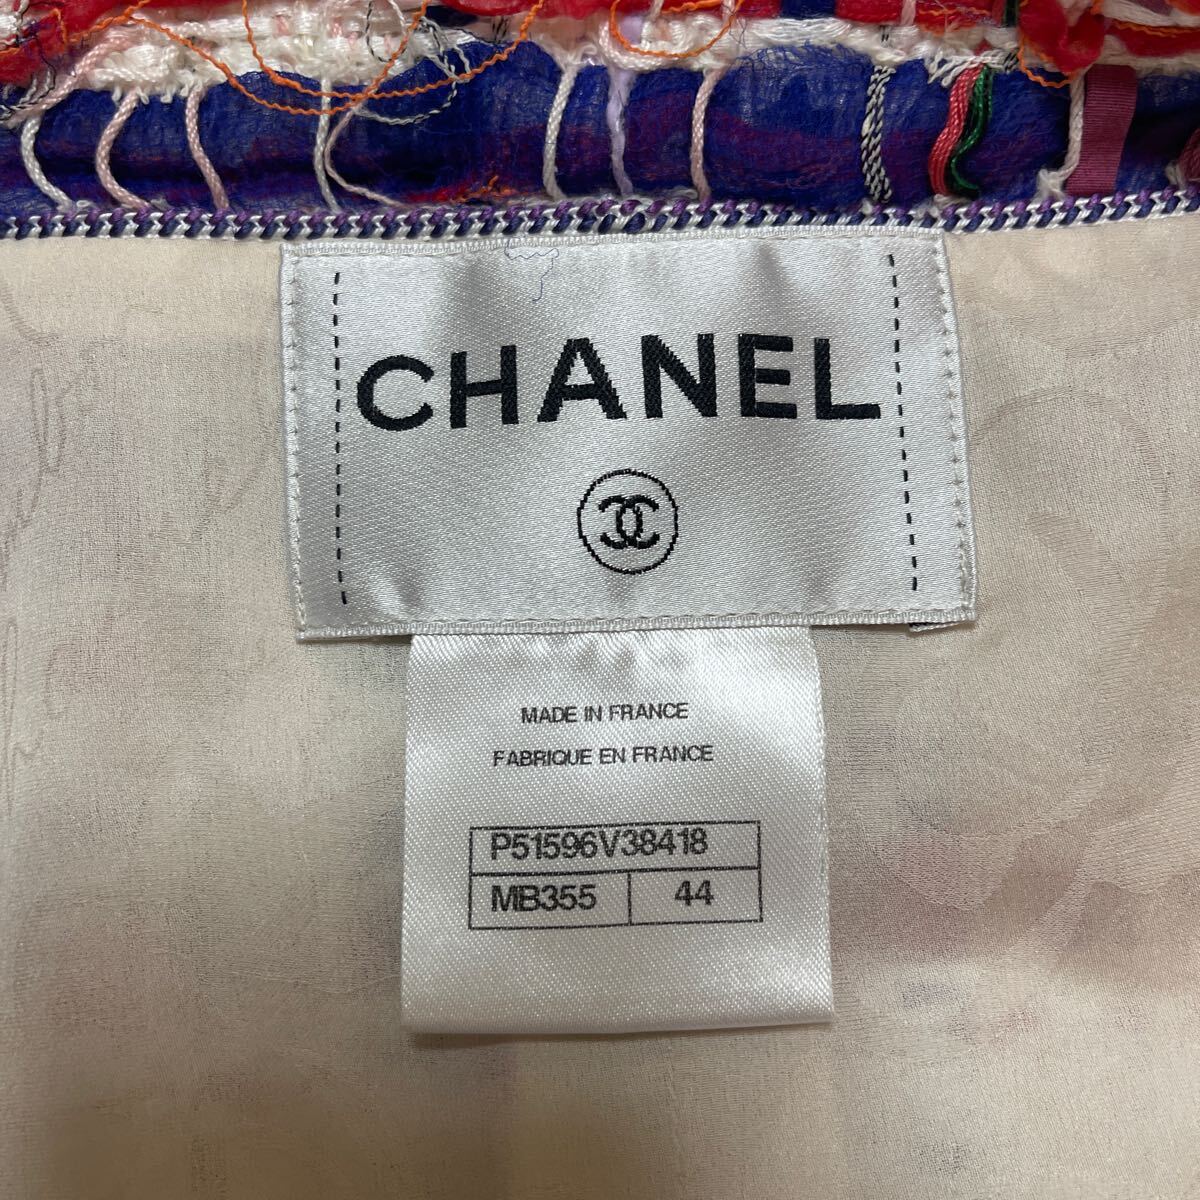 CHANEL
MADE IN FRANCE
FABRIQUE EN FRANCE
P51596V38418
MB355 44